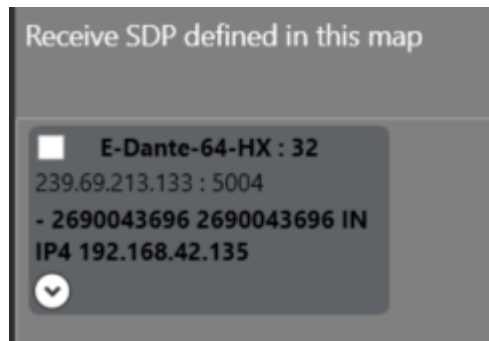 Receive SDP defined in this map
E-Dante-64-HX : 32
239.69.213.133 : 5004
- 2690043696 2690043696 IN
IP4 192.168.42.135